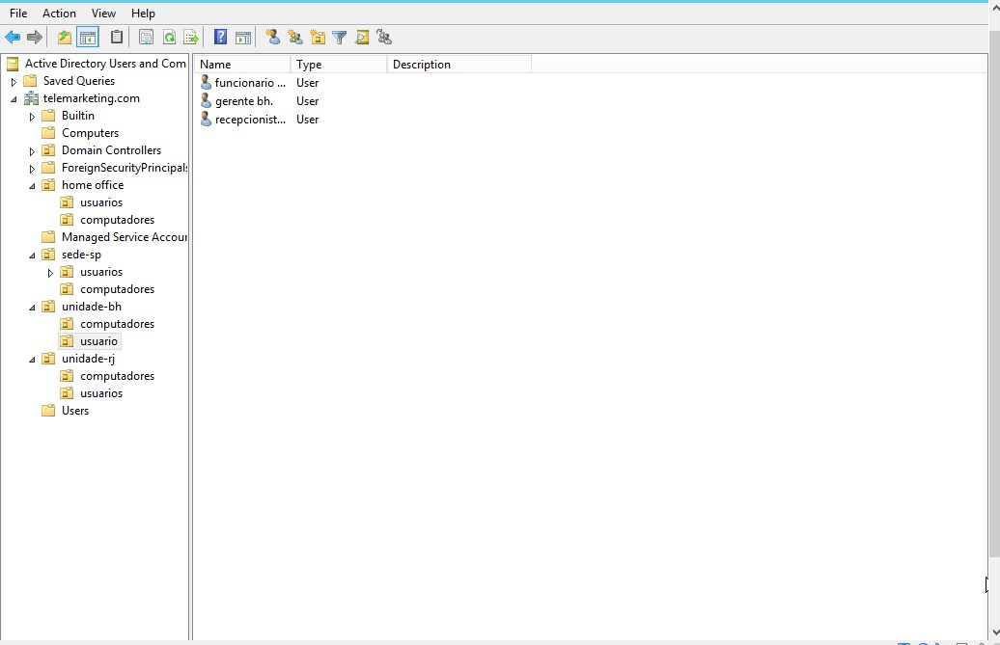 File Action View Help
Active Directory Users and Com
Saved Queries
telemarketing.com
Builtin
Computers
Domain Controllers
ForeignSecurityPrincipals
home office
usuarios
computadores
Managed Service Accour
sede-sp
usuarios
computadores
unidade-bh
computadores
usuario
unidade-rj
computadores
usuarios
Users
Name Type Description
funcionario ... User
gerente bh. User
recepcionist... User